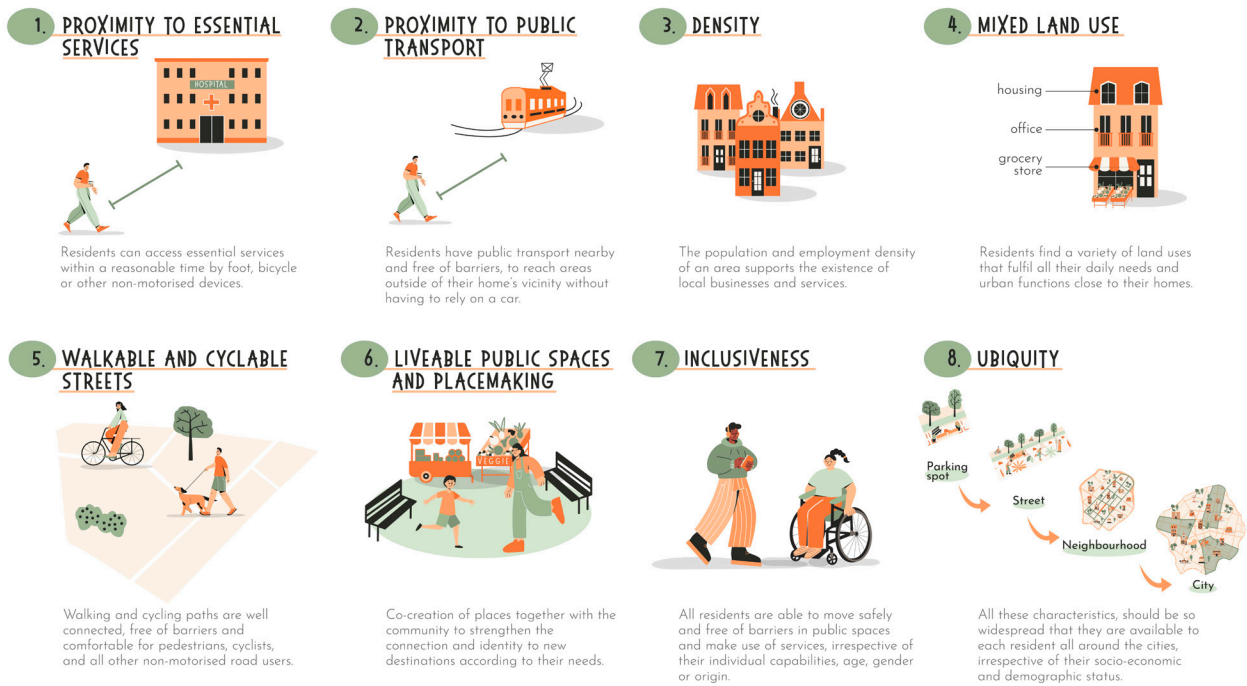 1. PROXIMITY TO ESSENTIAL
SERVICES
HOSPITAL
Residents can access essential services
within a reasonable time by foot, bicycle
or other non-motorised devices.
2. PROXIMITY TO PUBLIC
TRANSPORT
Residents have public transport nearby
and free of barriers, to reach areas
outside of their home's vicinity without
having to rely on a car.
3. DENSITY
The population and employment density
of an area supports the existence of
local businesses and services.
4. MIXED LAND USE
housing
office
grocery
store
Residents find a variety of land uses
that fulfil all their daily needs and
urban functions close to their homes.
5. WALKABLE AND CYCLABLE
STREETS
Walking and cycling paths are well
connected, free of barriers and
comfortable for pedestrians, cyclists,
and all other non-motorised road users.
6. LIVEABLE PUBLIC SPACES
AND PLACEMAKING
VEGGIE
Co-creation of places together with the
community to strengthen the
connection and identity to new
destinations according to their needs.
7. INCLUSIVENESS
All residents are able to move safely
and free of barriers in public spaces
and make use of services, irrespective of
their individual capabilities, age, gender
or origin.
8. UBIQUITY
Parking
spot
Street
Neighbourhood
City
All these characteristics, should be so
widespread that they are available to
each resident all around the cities,
irrespective of their socio-economic
and demographic status.